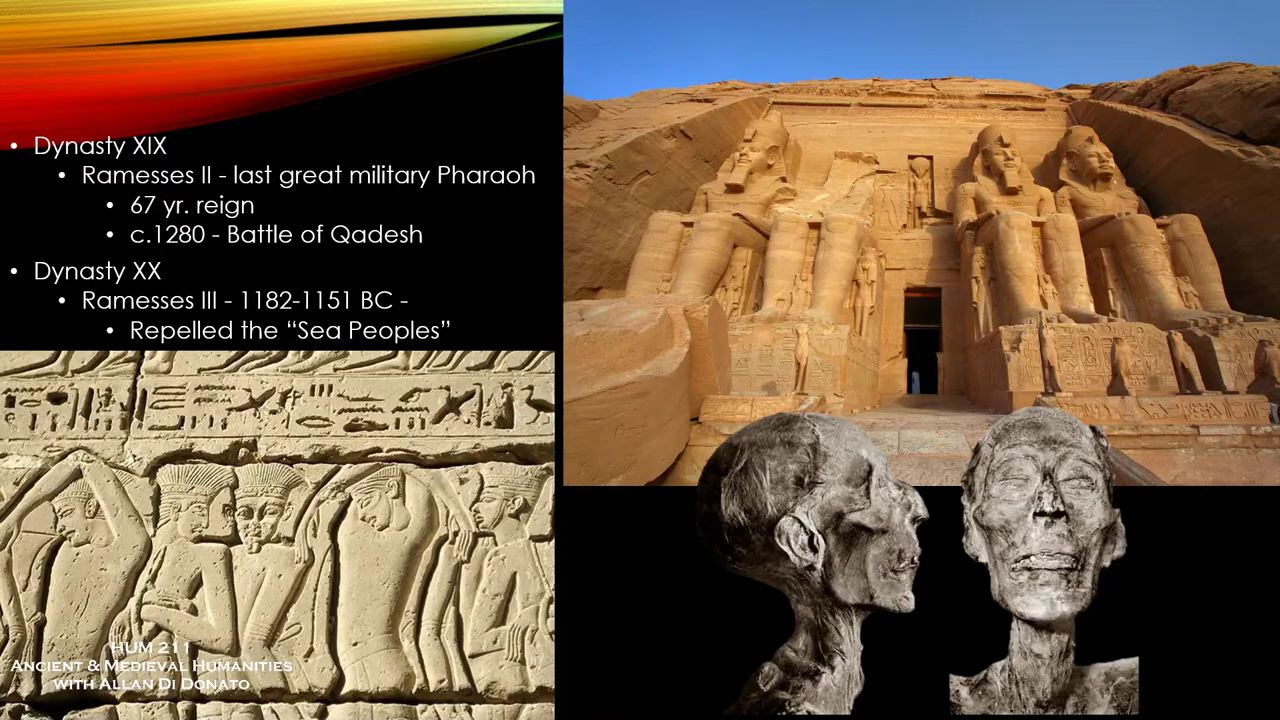 • Dynasty XIX
• Ramesses II - last great military Pharaoh
• 67 yr. reign
• c.1280 - Battle of Qadesh
• Dynasty XX
• Ramesses III - 1182-1151 BC -
• Repelled the “Sea Peoples”
HUM 211
Ancient & Medieval Humanities
with Allan Di Donato